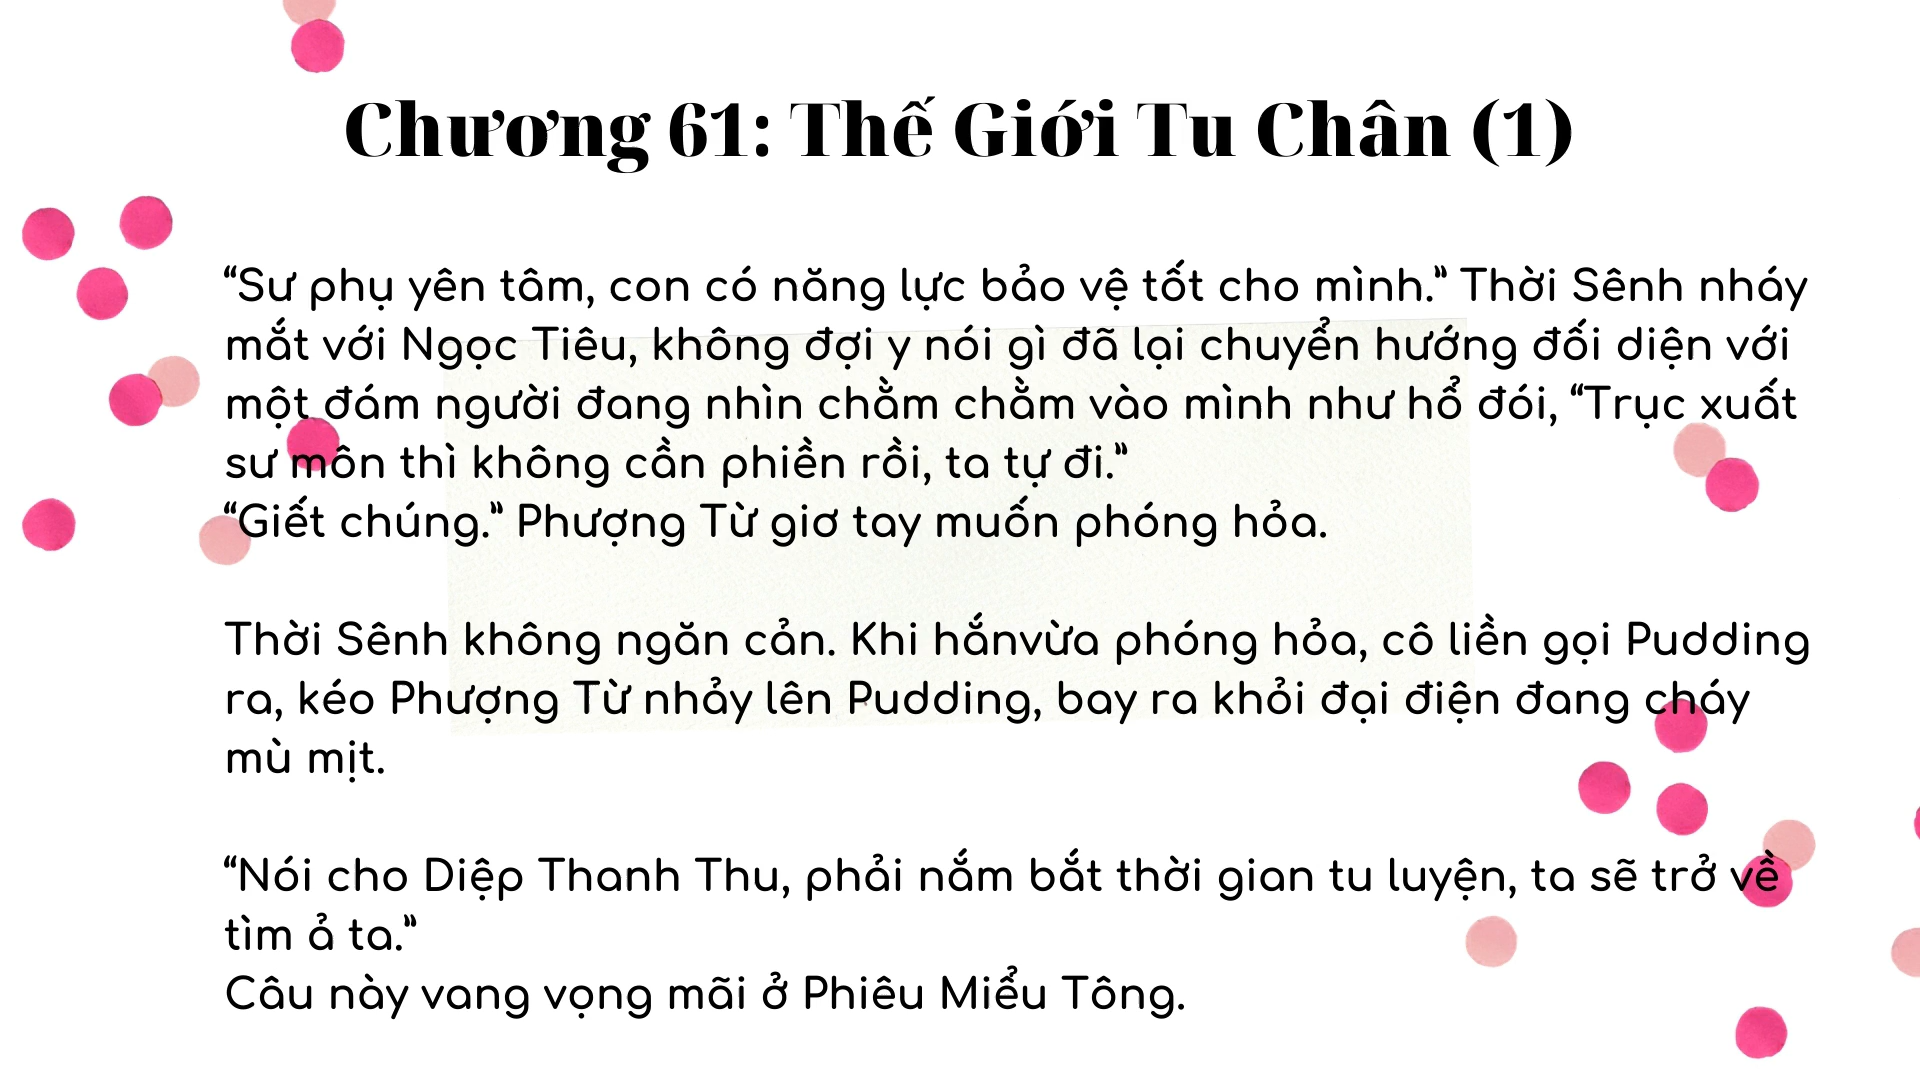 Chương 61: Thế Giới Tu Chân (1)
“Sư phụ yên tâm, con có năng lực bảo vệ tốt cho mình.” Thời Sênh nháy
mắt với Ngọc Tiêu, không đợi y nói gì đã lại chuyển hướng đối diện với
một đám người đang nhìn chằm chằm vào mình như hổ đói, “Trục xuất
sư môn thì không cần phiền rồi, ta tự đi.”
“Giết chúng.” Phượng Từ giơ tay muốn phóng hỏa.
Thời Sênh không ngăn cản. Khi hắnvừa phóng hỏa, cô liền gọi Pudding
ra, kéo Phượng Từ nhảy lên Pudding, bay ra khỏi đại điện đang cháy
mù mịt.
“Nói cho Diệp Thanh Thu, phải nắm bắt thời gian tu luyện, ta sẽ trở về
tìm ả ta.”
Câu này vang vọng mãi ở Phiêu Miểu Tông.